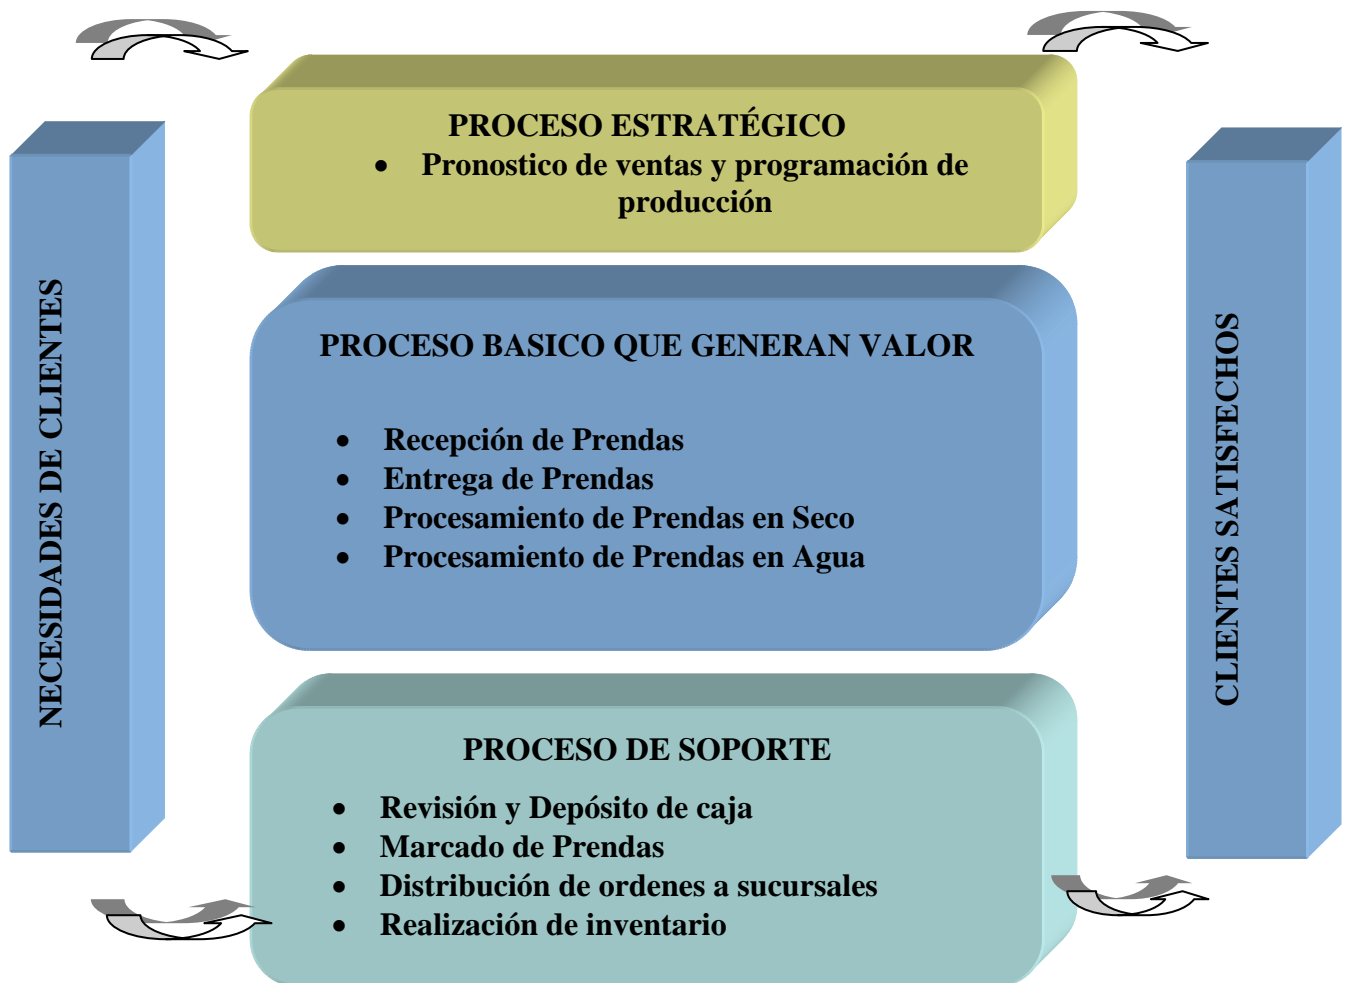 PROCESO ESTRATÉGICO
• Pronostico de ventas y programación de
producción
NECESIDADES DE CLIENTES
PROCESO BASICO QUE GENERAN VALOR
• Recepción de Prendas
• Entrega de Prendas
• Procesamiento de Prendas en Seco
• Procesamiento de Prendas en Agua
CLIENTES SATISFECHOS
PROCESO DE SOPORTE
• Revisión y Depósito de caja
• Marcado de Prendas
• Distribución de ordenes a sucursales
• Realización de inventario